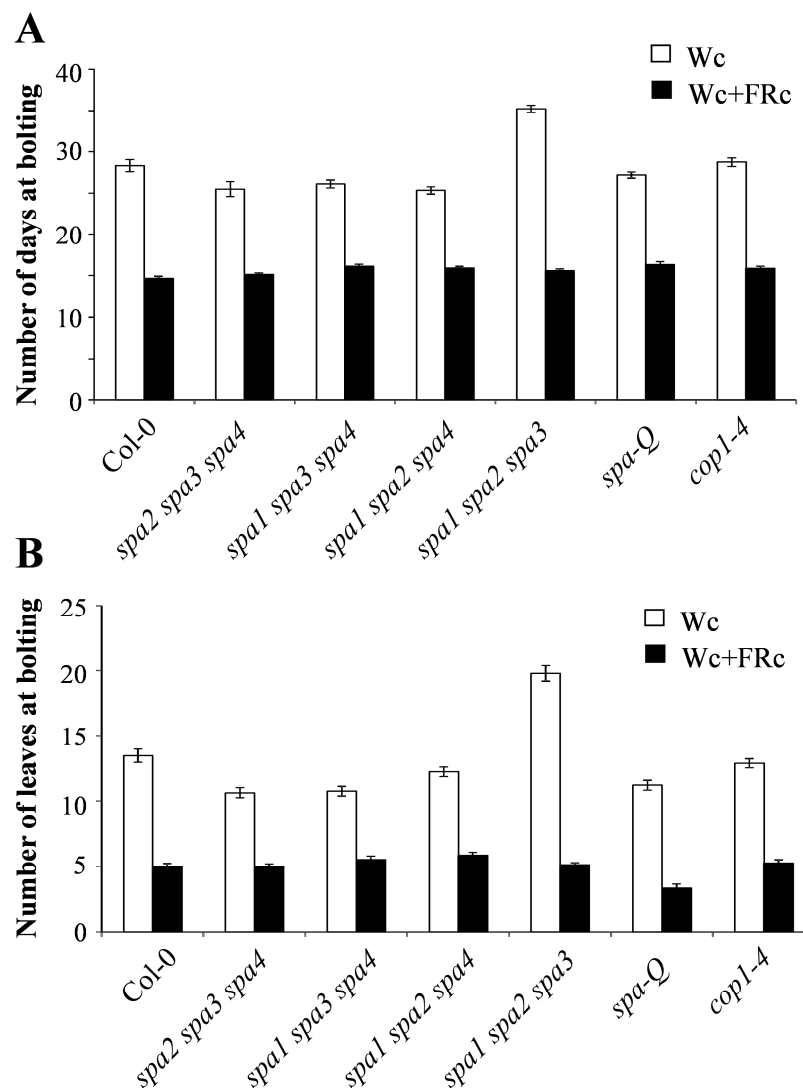 A
Wc
Wc+FRc
Number of days at bolting
40
30
20
10
0
Col-0
spa2 spa3 spa4
spa1 spa3 spa4
spa1 spa2 spa4
spa1 spa2 spa3
spa-Q
cop1-4
B
Wc
Wc+FRc
Number of leaves at bolting
25
20
15
10
5
0
Col-0
spa2 spa3 spa4
spa1 spa3 spa4
spa1 spa2 spa4
spa1 spa2 spa3
spa-Q
cop1-4